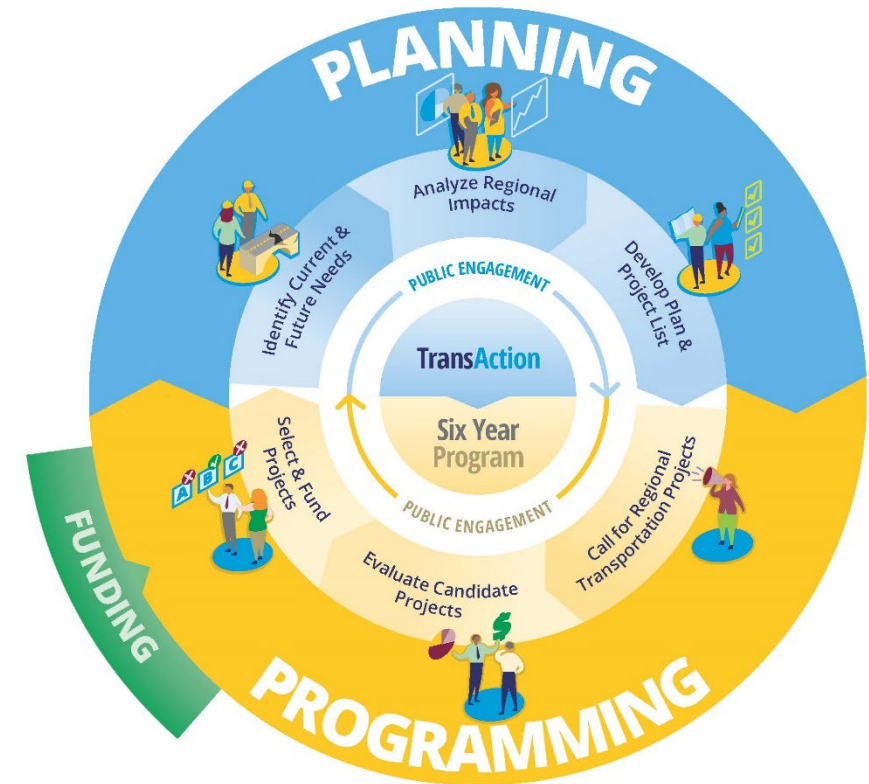 PLANNING
Analyze Regional
Impacts
Identify Current &
Future Needs
Develop Plan &
Project List
PUBLIC ENGAGEMENT
TransAction
Six Year
Program
PUBLIC ENGAGEMENT
Select & Fund
Projects
A B C
Call for Regional
Transportation Projects
Evaluate Candidate
Projects
$
FUNDING
PROGRAMMING